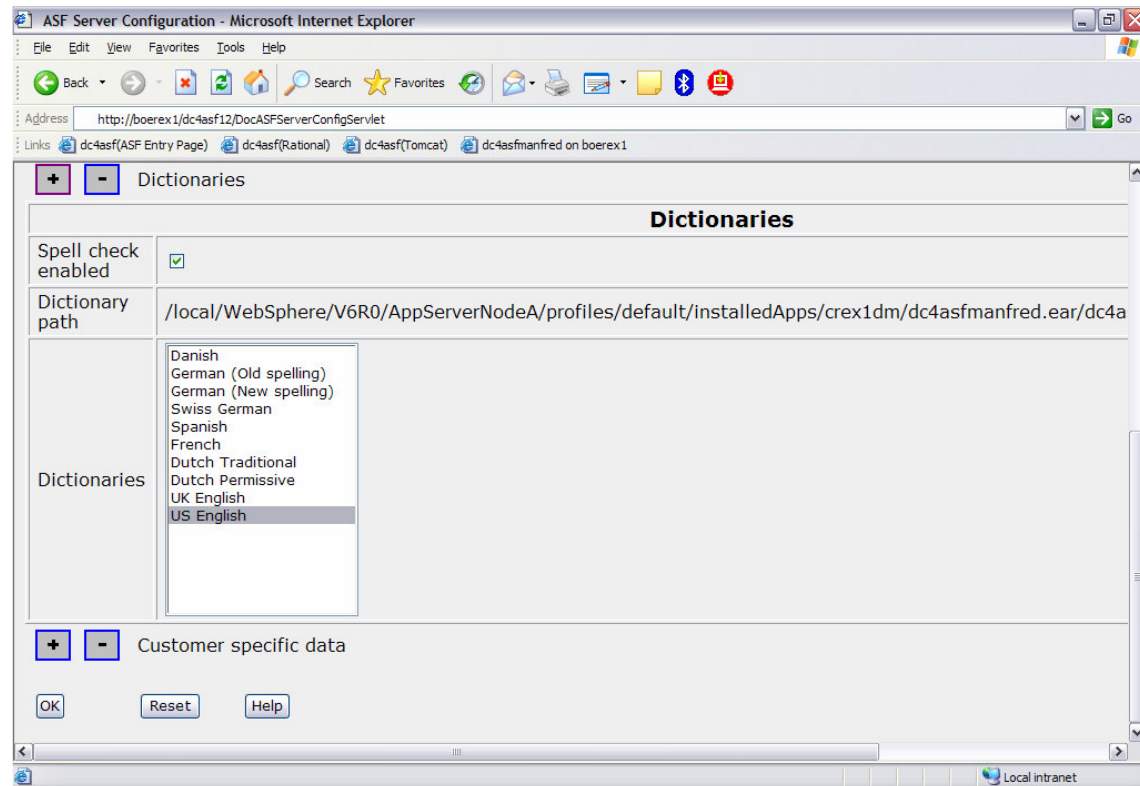 ASF Server Configuration - Microsoft Internet Explorer
File Edit View Favorites Tools Help
Back Search Favorites
Address http://boerex1/dc4asf12/DocASFServerConfigServlet Go
Links dc4asf(ASF Entry Page) dc4asf(Rational) dc4asf(Tomcat) dc4asfmanfred on boerex1
+ - Dictionaries
Dictionaries
Spell check
enabled
Dictionary
path
/local/WebSphere/V6R0/AppServerNodeA/profiles/default/installedApps/crex1dm/dc4asfmanfred.ear/dc4a
Dictionaries
Danish
German (Old spelling)
German (New spelling)
Swiss German
Spanish
French
Dutch Traditional
Dutch Permissive
UK English
US English
+ - Customer specific data
OK Reset Help
Local intranet